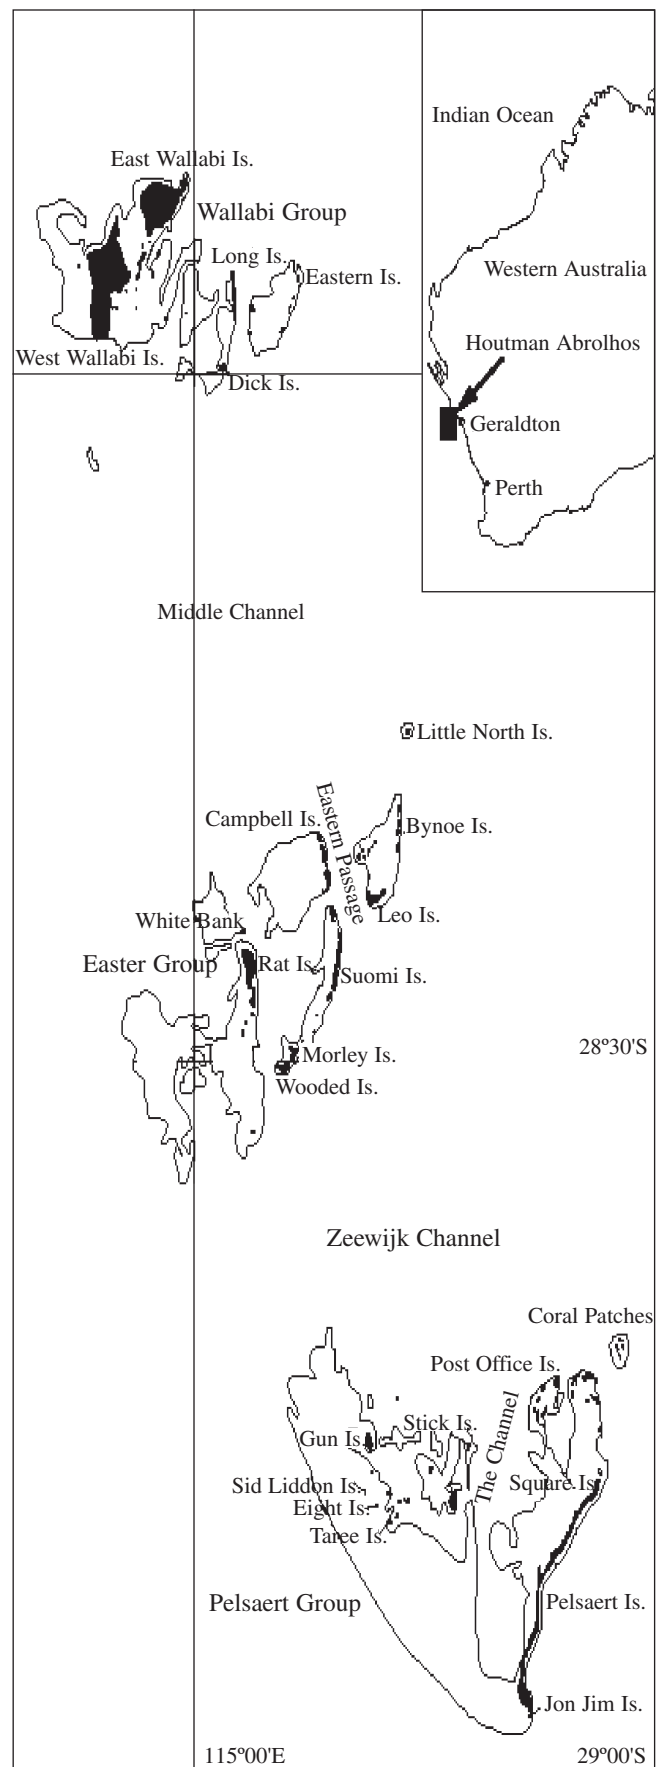 Indian Ocean
East Wallabi Is.
Wallabi Group
Long Is.
Eastern Is.
Western Australia
West Wallabi Is.
Houtman Abrolhos
Dick Is.
Geraldton
Perth
Middle Channel
Little North Is.
Eastern Passage
Campbell Is.
Bynoe Is.
White Bank
Leo Is.
Easter Group
Rat Is.
Suomi Is.
28°30'S
Morley Is.
Wooded Is.
Zeewijk Channel
Coral Patches
Post Office Is.
The Channel
Stick Is.
Gun Is.
Sid Liddon Is.
Square Is.
Eight Is.
Taree Is.
Pelsaert Group
Pelsaert Is.
Jon Jim Is.
115°00'E
29°00'S